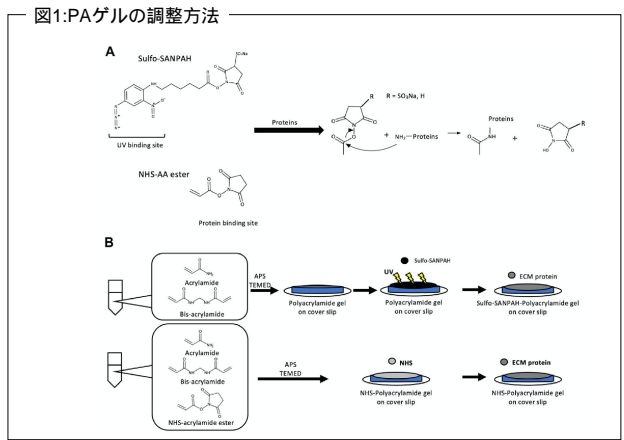 図1:PAゲルの調整方法
A
Sulfo-SANPAH
UV binding site
NHS-AA ester
Protein binding site
Proteins
R
R = SO₃Na, H
+ NH₂—Proteins
Proteins
+
R
B
Acrylamide
Bis-acrylamide
APS
TEMED
Polyacrylamide gel
on cover slip
Sulfo-SANPAH
UV
Polyacrylamide gel
on cover slip
ECM protein
Sulfo-SANPAH-Polyacrylamide gel
on cover slip
Acrylamide
Bis-acrylamide
NHS-acrylamide ester
APS
TEMED
NHS
NHS-Polyacrylamide gel
on cover slip
ECM protein
NHS-Polyacrylamide gel
on cover slip